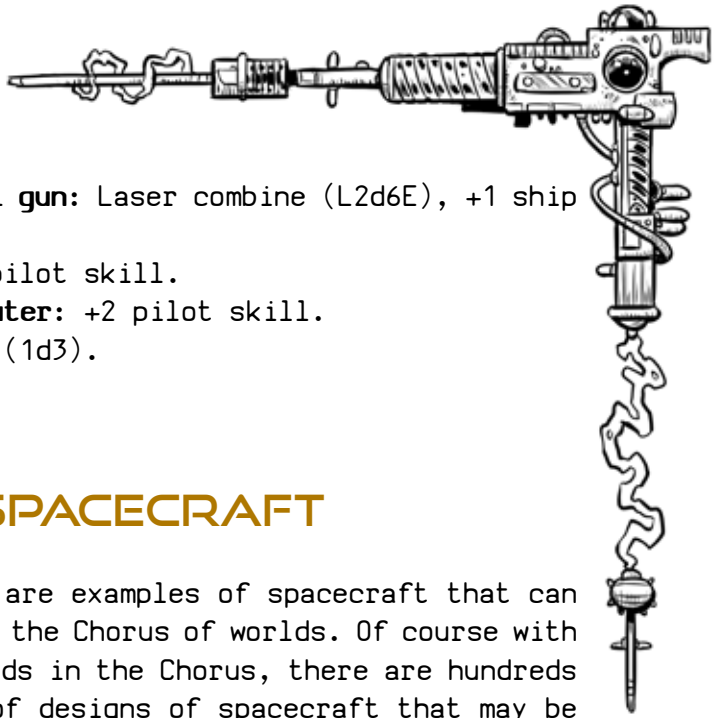 gun: Laser combine (L2d6E), +1 ship
pilot skill.
uter: +2 pilot skill.
(1d3).
SPACECRAFT
are examples of spacecraft that can
the Chorus of worlds. Of course with
ds in the Chorus, there are hundreds
of designs of spacecraft that may be